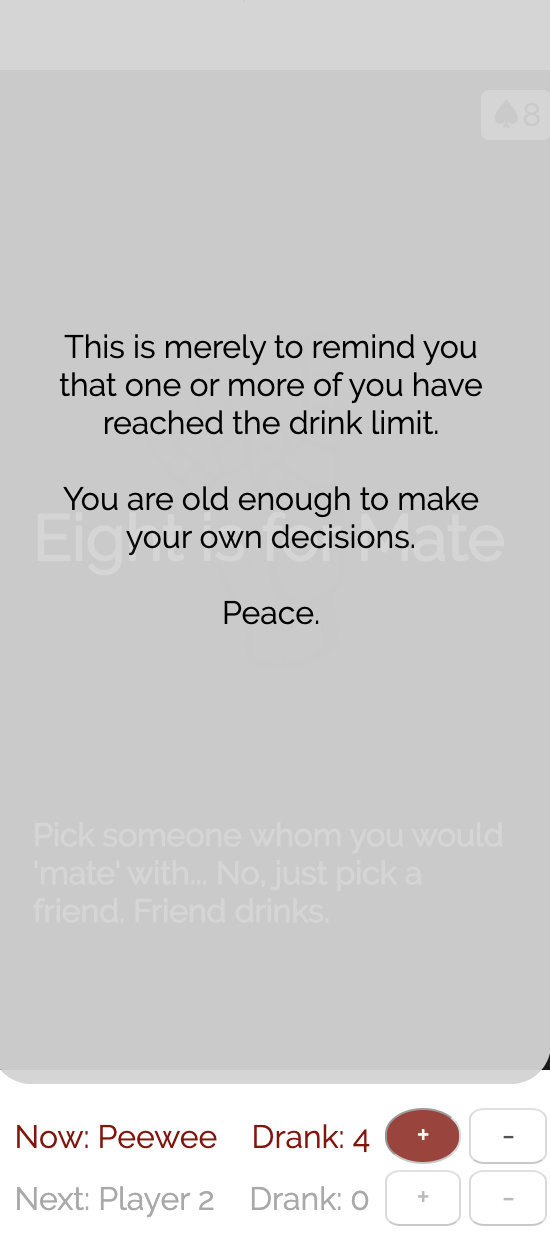 ♠8
This is merely to remind you
that one or more of you have
reached the drink limit.
You are old enough to make
Eight is for Mate
your own decisions.
Peace.
Pick someone whom you would
'mate' with... No, just pick a
friend. Friend drinks.
Now: Peewee Drank: 4 + -
Next: Player 2 Drank: 0 + -